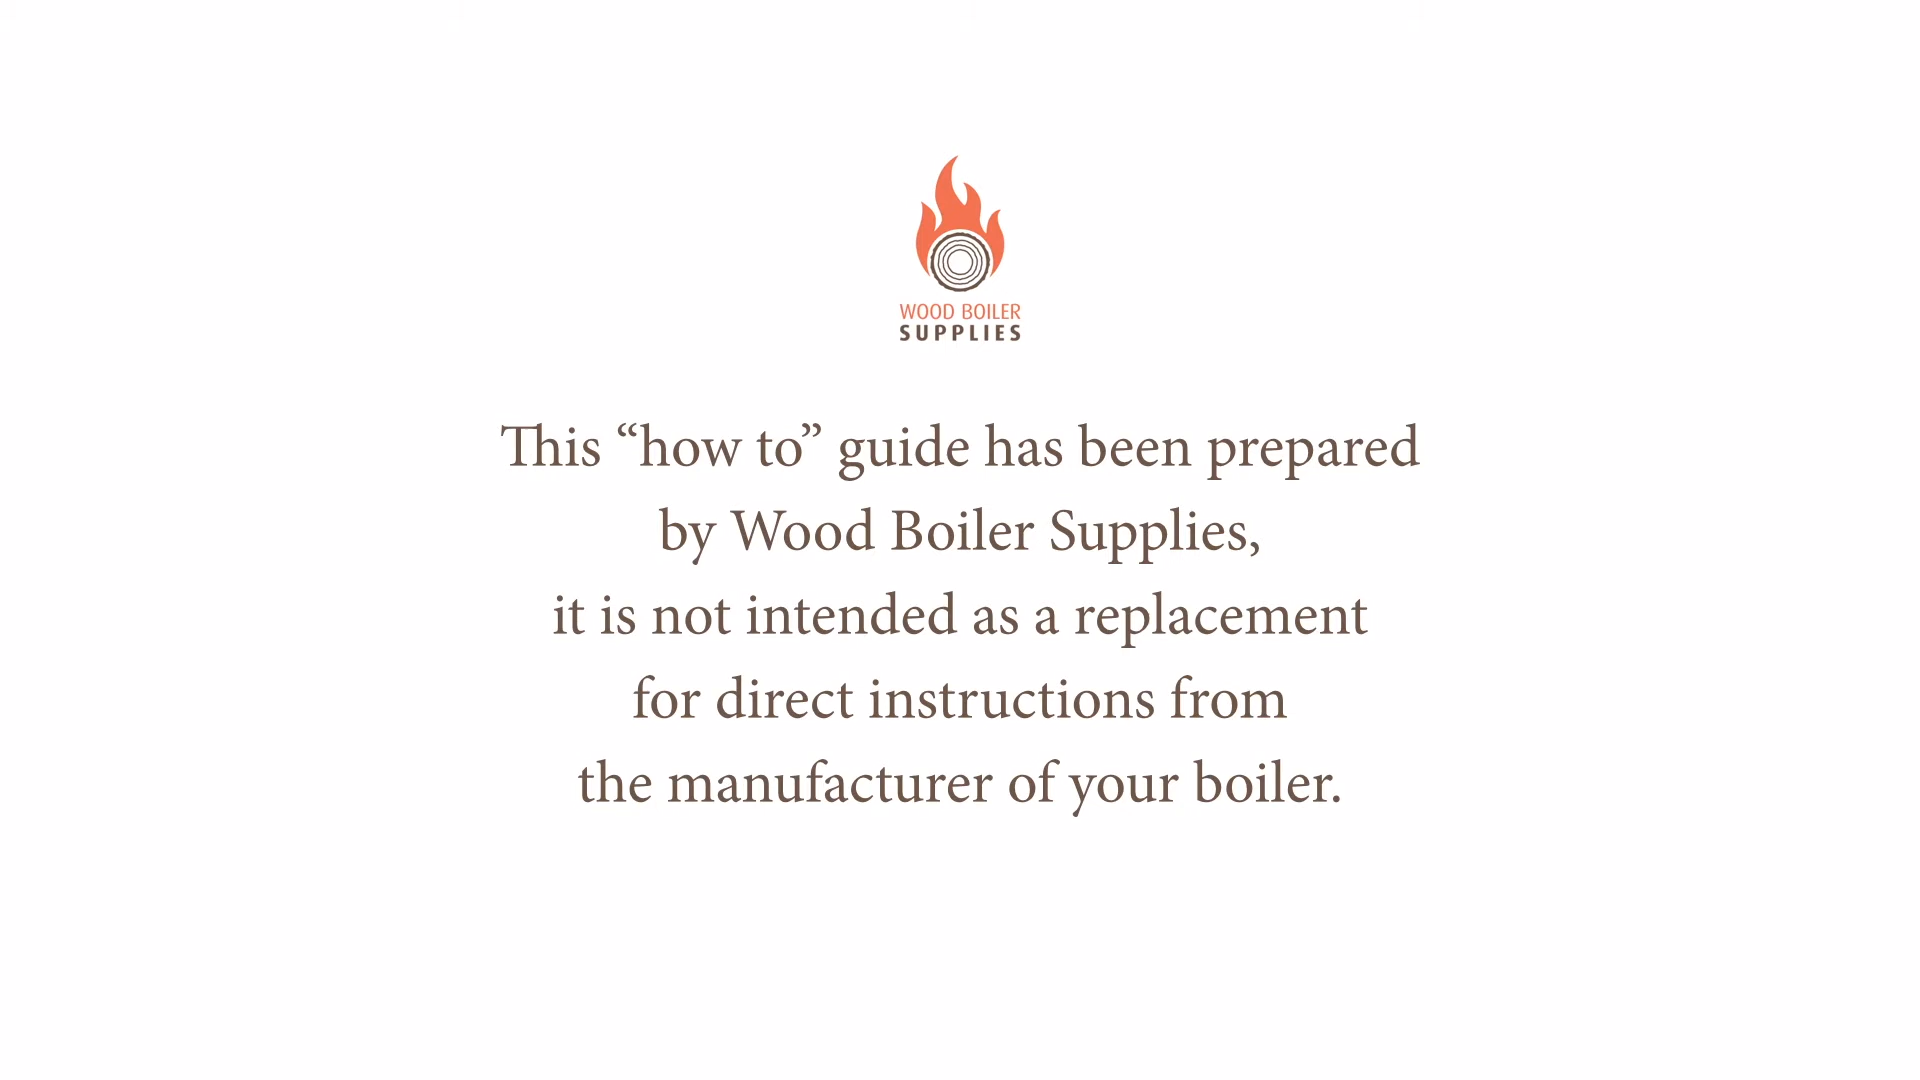 WOOD BOILER
SUPPLIES
This “how to” guide has been prepared
by Wood Boiler Supplies,
it is not intended as a replacement
for direct instructions from
the manufacturer of your boiler.